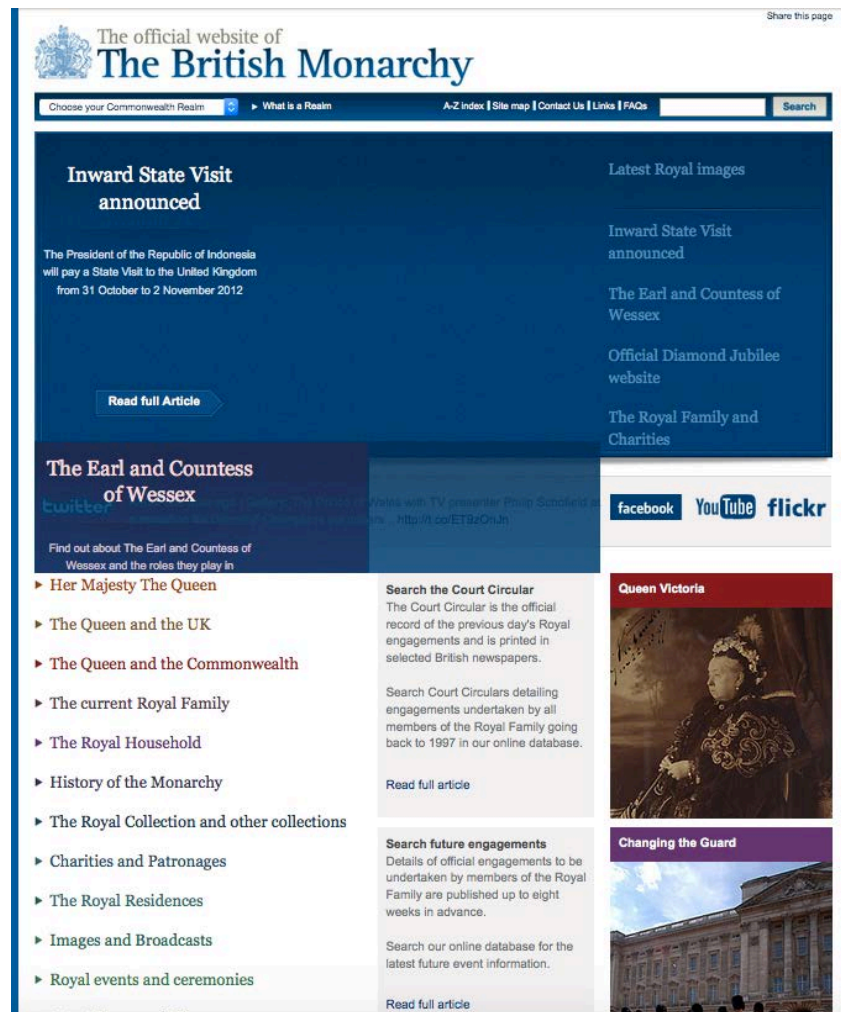 Share this page
The official website of
The British Monarchy
Choose your Commonwealth Realm
► What is a Realm
A-Z index | Site map | Contact Us | Links | FAQs
Search
Inward State Visit
announced
The President of the Republic of Indonesia
will pay a State Visit to the United Kingdom
from 31 October to 2 November 2012
Read full Article
Latest Royal images
Inward State Visit
announced
The Earl and Countess of
Wessex
Official Diamond Jubilee
website
The Royal Family and
Charities
The Earl and Countess
of Wessex
Find out about The Earl and Countess of
Wessex and the roles they play in
twitter
Wales with TV presenter Philip Schofield
http://t.co/ET9zOhJn
facebook
YouTube
flickr
► Her Majesty The Queen
► The Queen and the UK
► The Queen and the Commonwealth
► The current Royal Family
► The Royal Household
► History of the Monarchy
► The Royal Collection and other collections
► Charities and Patronages
► The Royal Residences
► Images and Broadcasts
► Royal events and ceremonies
Search the Court Circular
The Court Circular is the official
record of the previous day's Royal
engagements and is printed in
selected British newspapers.
Search Court Circulars detailing
engagements undertaken by all
members of the Royal Family going
back to 1997 in our online database.
Read full article
Search future engagements
Details of official engagements to be
undertaken by members of the Royal
Family are published up to eight
weeks in advance.
Search our online database for the
latest future event information.
Read full article
Queen Victoria
Changing the Guard